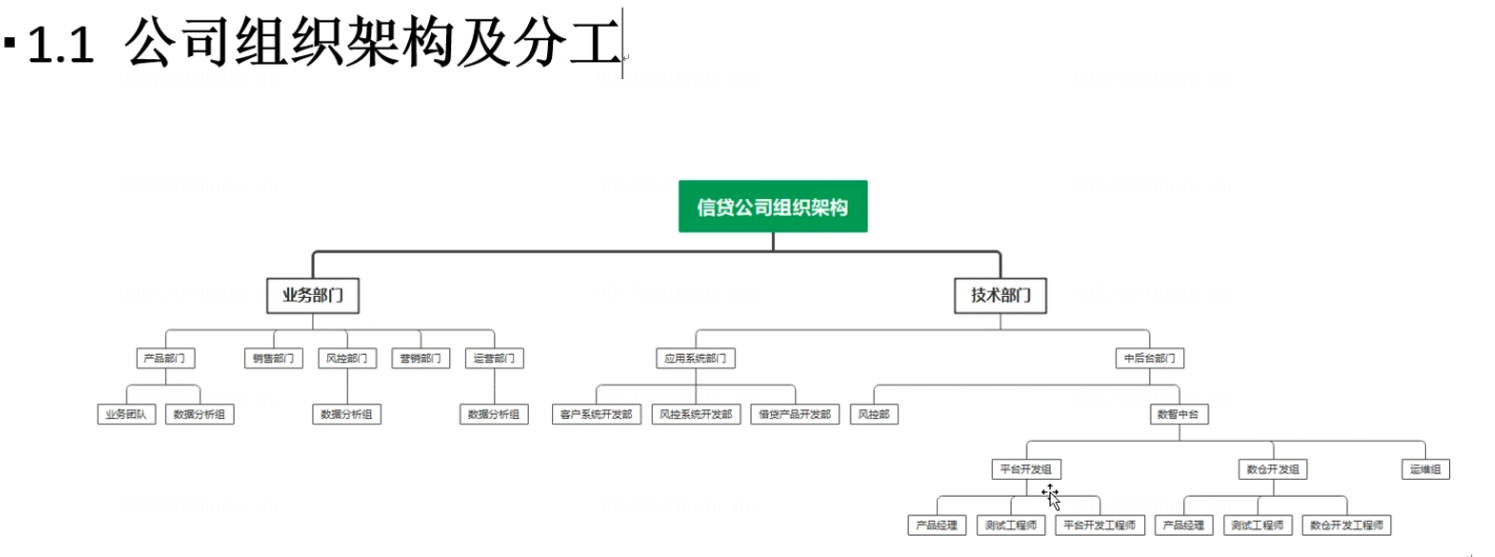 ▪1.1 公司组织架构及分工
信贷公司组织架构
业务部门 技术部门
产品部门 销售部门 风控部门 营销部门 运营部门 应用系统部门 中后台部门
业务团队 数据分析组 数据分析组 数据分析组 客户系统开发部 风控系统开发部 借贷产品开发部 风控部 数智中台
平台开发组 数仓开发组 运维组
产品经理 测试工程师 平台开发工程师 产品经理 测试工程师 数仓开发工程师